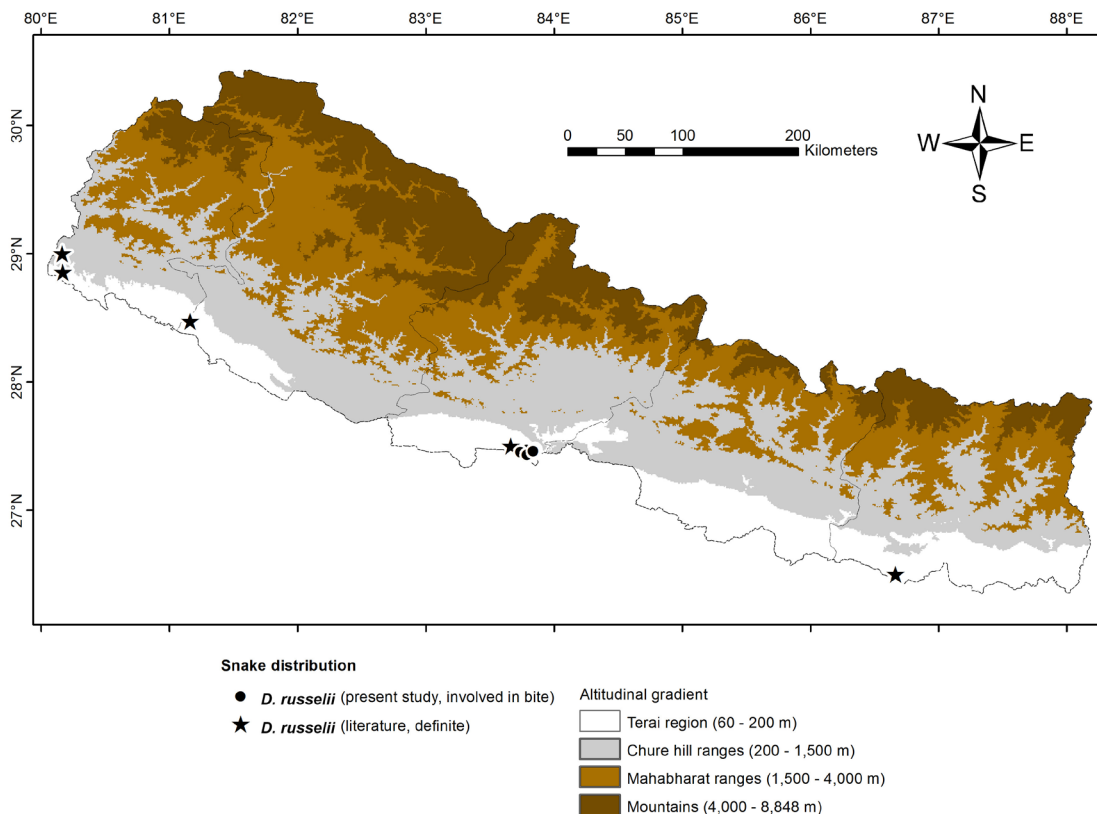 80°E 81°E 82°E 83°E 84°E 85°E 86°E 87°E 88°E
30°N
29°N
28°N
27°N
N
W E
S
0 50 100 200
Kilometers
Snake distribution
D. russelii (present study, involved in bite)
D. russelii (literature, definite)
Altitudinal gradient
Terai region (60 - 200 m)
Chure hill ranges (200 - 1,500 m)
Mahabharat ranges (1,500 - 4,000 m)
Mountains (4,000 - 8,848 m)